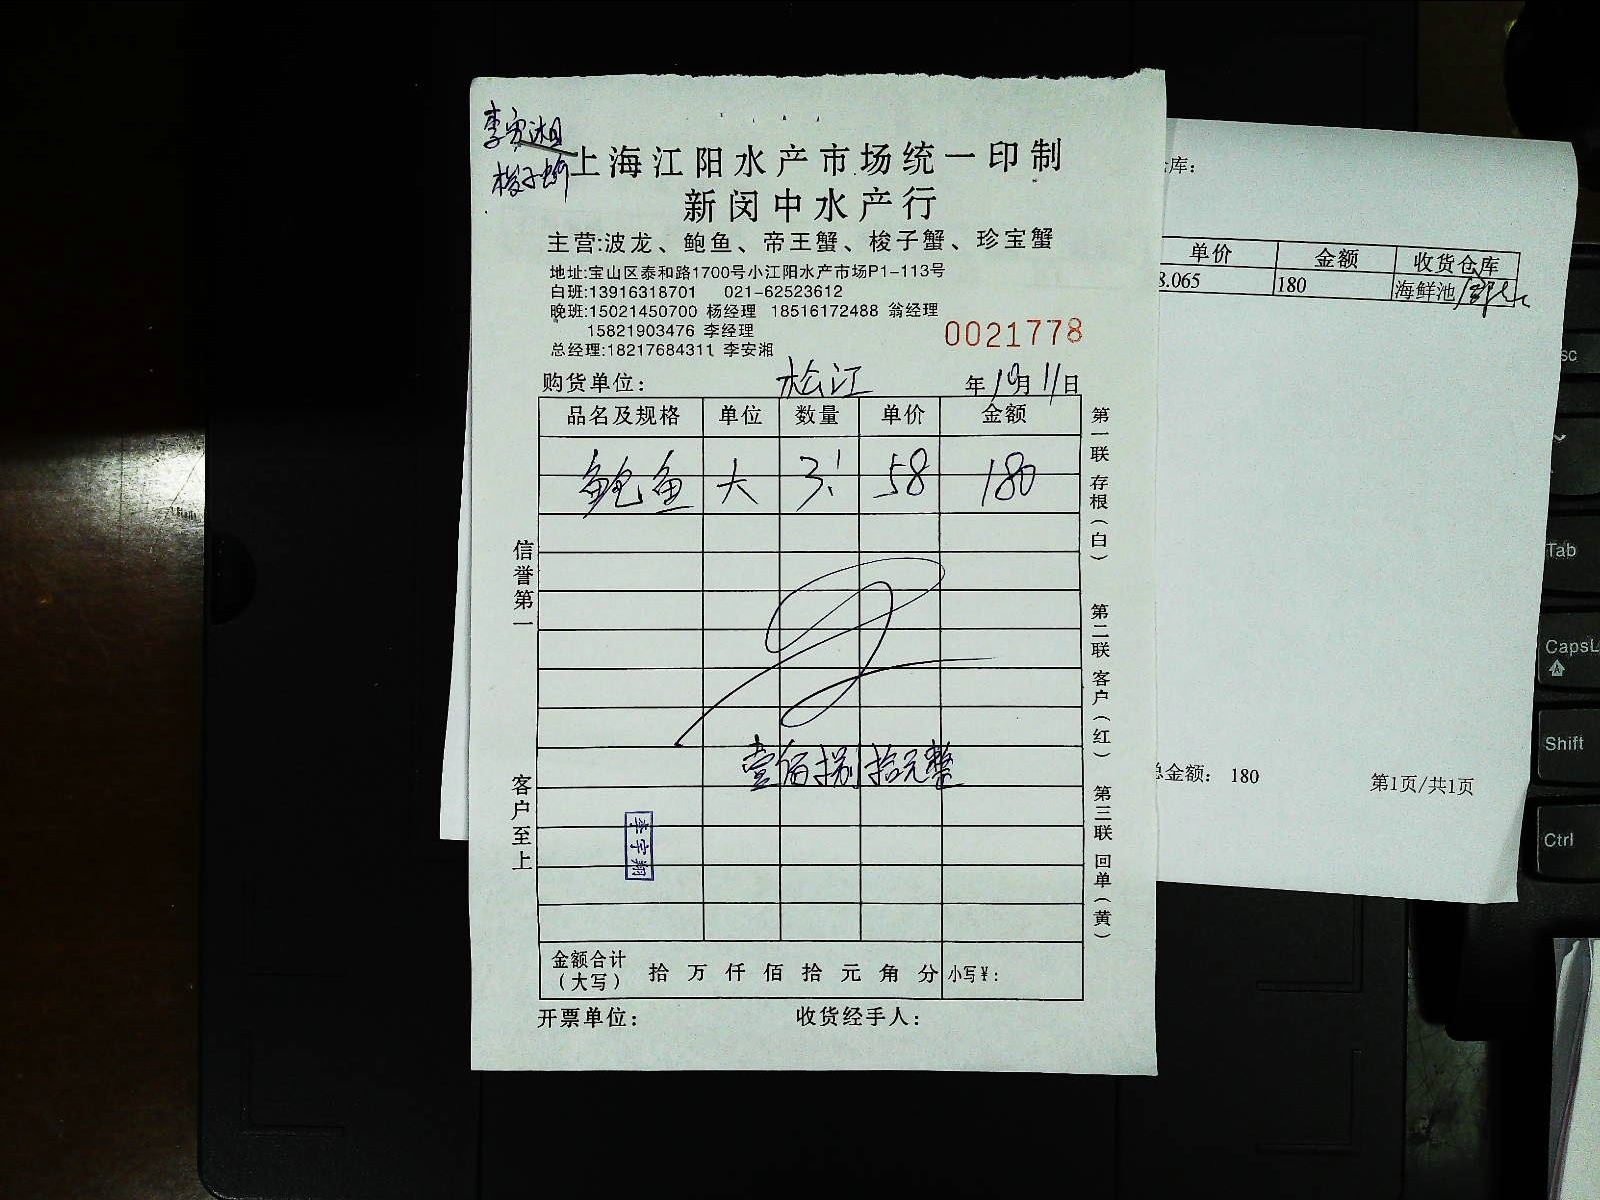 李安湘
梭子蟹
上海江阳水产市场统一印制
新闵中水产行
主营:波龙、鲍鱼、帝王蟹、梭子蟹、珍宝蟹
地址:宝山区泰和路1700号小江阳水产市场P1-113号
白班:13916318701 021-62523612
晚班:15021450700 杨经理 18516172488 翁经理
15821903476 李经理
总经理:18217684311 李安湘
0021778
购货单位: 松江 年10月11日
品名及规格 单位 数量 单价 金额
鲍鱼 大 3.1 58 180
壹佰捌拾元整
李宇翔
金额合计
(大写) 拾 万 仟 佰 拾 元 角 分 小写¥:
开票单位: 收货经手人:
信誉第一
客户至上
第一联 存根(白)
第二联 客户(红)
第三联 回单(黄)
库:
单价 金额 收货仓库
8.065 180 海鲜池
总金额: 180 第1页/共1页
Tab
CapsL
Shift
Ctrl